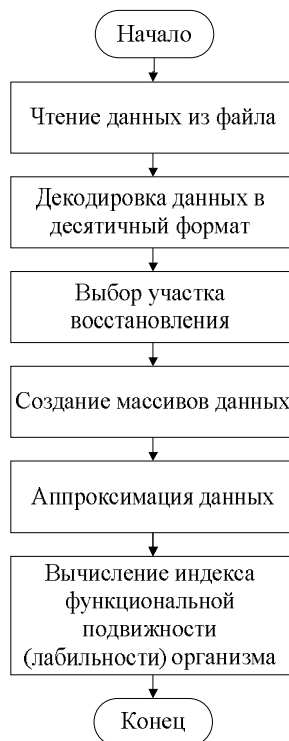 Начало
Чтение данных из файла
Декодировка данных в
десятичный формат
Выбор участка
восстановления
Создание массивов данных
Аппроксимация данных
Вычисление индекса
функциональной
подвижности
(лабильности) организма
Конец